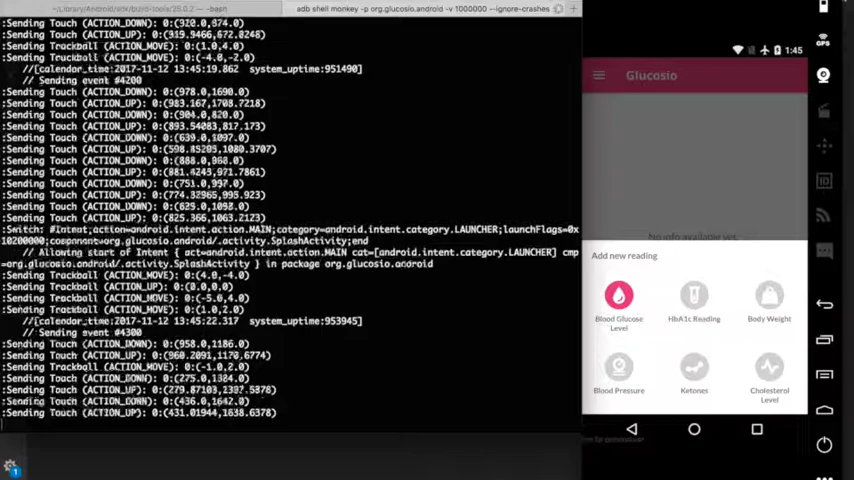 ~/Library/Android/sdk/build-tools/26.0.2 — -bash
adb shell monkey -p org.glucosio.android -v 1000000 --ignore-crashes
:Sending Touch (ACTION_DOWN): 0:(920.0,674.0)
:Sending Touch (ACTION_UP): 0:(919.9466,672.8248)
:Sending Trackball (ACTION_MOVE): 0:(1.0,4.0)
:Sending Trackball (ACTION_MOVE): 0:(-4.0,-2.0)
//[calendar_time:2017-11-12 13:45:19.862 system_uptime:951490]
// Sending event #4200
:Sending Touch (ACTION_DOWN): 0:(978.0,1690.0)
:Sending Touch (ACTION_UP): 0:(983.167,1708.7218)
:Sending Touch (ACTION_DOWN): 0:(904.0,820.0)
:Sending Touch (ACTION_UP): 0:(893.54083,817.173)
:Sending Touch (ACTION_DOWN): 0:(639.0,1097.0)
:Sending Touch (ACTION_UP): 0:(598.85205,1080.3707)
:Sending Touch (ACTION_DOWN): 0:(888.0,968.0)
:Sending Touch (ACTION_UP): 0:(881.4243,971.7861)
:Sending Touch (ACTION_DOWN): 0:(751.0,997.0)
:Sending Touch (ACTION_UP): 0:(774.32965,995.923)
:Sending Touch (ACTION_DOWN): 0:(829.0,1093.0)
:Sending Touch (ACTION_UP): 0:(825.366,1063.2123)
:Switch: #Intent;action=android.intent.action.MAIN;category=android.intent.category.LAUNCHER;launchFlags=0x
10200000;component=org.glucosio.android/.activity.SplashActivity;end
// Allowing start of Intent { act=android.intent.action.MAIN cat=[android.intent.category.LAUNCHER] cmp
=org.glucosio.android/.activity.SplashActivity } in package org.glucosio.android
:Sending Trackball (ACTION_MOVE): 0:(4.0,-4.0)
:Sending Trackball (ACTION_MOVE): 0:(0.0,0.0)
:Sending Trackball (ACTION_MOVE): 0:(-5.0,4.0)
:Sending Trackball (ACTION_MOVE): 0:(1.0,2.0)
//[calendar_time:2017-11-12 13:45:22.317 system_uptime:953945]
// Sending event #4300
:Sending Touch (ACTION_DOWN): 0:(958.0,1186.0)
:Sending Touch (ACTION_UP): 0:(960.2091,1178.6774)
:Sending Trackball (ACTION_MOVE): 0:(-1.0,2.0)
:Sending Touch (ACTION_DOWN): 0:(275.0,1384.0)
:Sending Touch (ACTION_UP): 0:(279.87103,1397.5378)
:Sending Touch (ACTION_DOWN): 0:(436.0,1642.0)
:Sending Touch (ACTION_UP): 0:(431.01944,1638.6378)
1
1:45
Glucosio
No info available yet.
Add new reading
Blood Glucose
Level
HbA1c Reading
Body Weight
Blood Pressure
Ketones
Cholesterol
Level
GPS